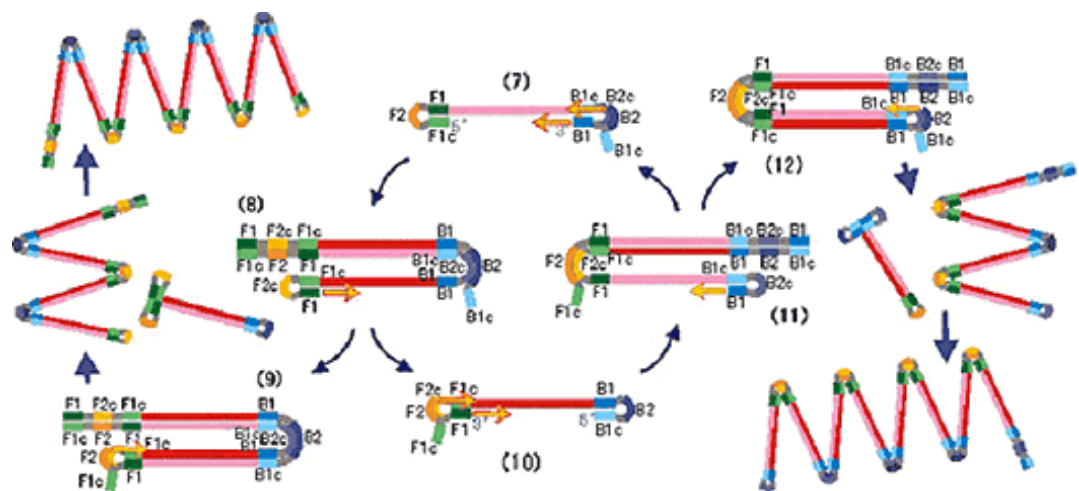 (7)
F1
F2
F1c
5'
B1c B2c
B2
3'
B1
B1c
(12)
F1
F2
F2c
F1c
F1c
B1c B2c B1
B1c
B1 B2 B1c
B2
B1
(8)
F1 F2c F1c
F1c F2 F1
F1c
F2c
F1
B1
B1c
B2c
B2
B1
B1
B1c
(11)
F1
F2
F2c
F1c
F1
F1c
B1c B2c B1
B1 B2 B1c
B1c
B2c
B1
(9)
F1 F2c F1c
F1c F2 F1
F1c
F2
F1
F1c
B1
B1c
B1
B2c
B2
B1c
(10)
F2c F1c
F2
F1 3'
F1c
B1
B2
5'
B1c